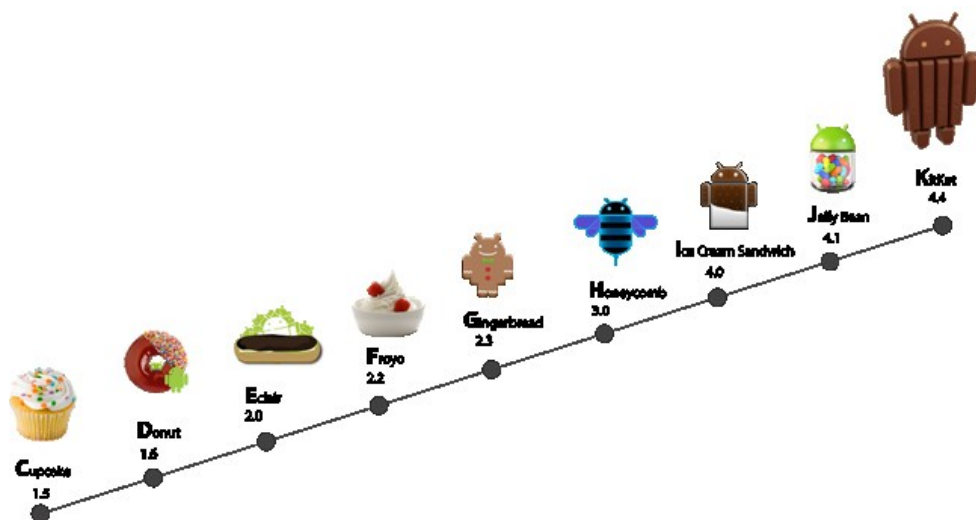 Cupcake
1.5
Donut
1.6
Eclair
2.0
Froyo
2.2
Gingerbread
2.3
Honeycomb
3.0
Ice Cream Sandwich
4.0
Jelly Bean
4.1
KitKat
4.4